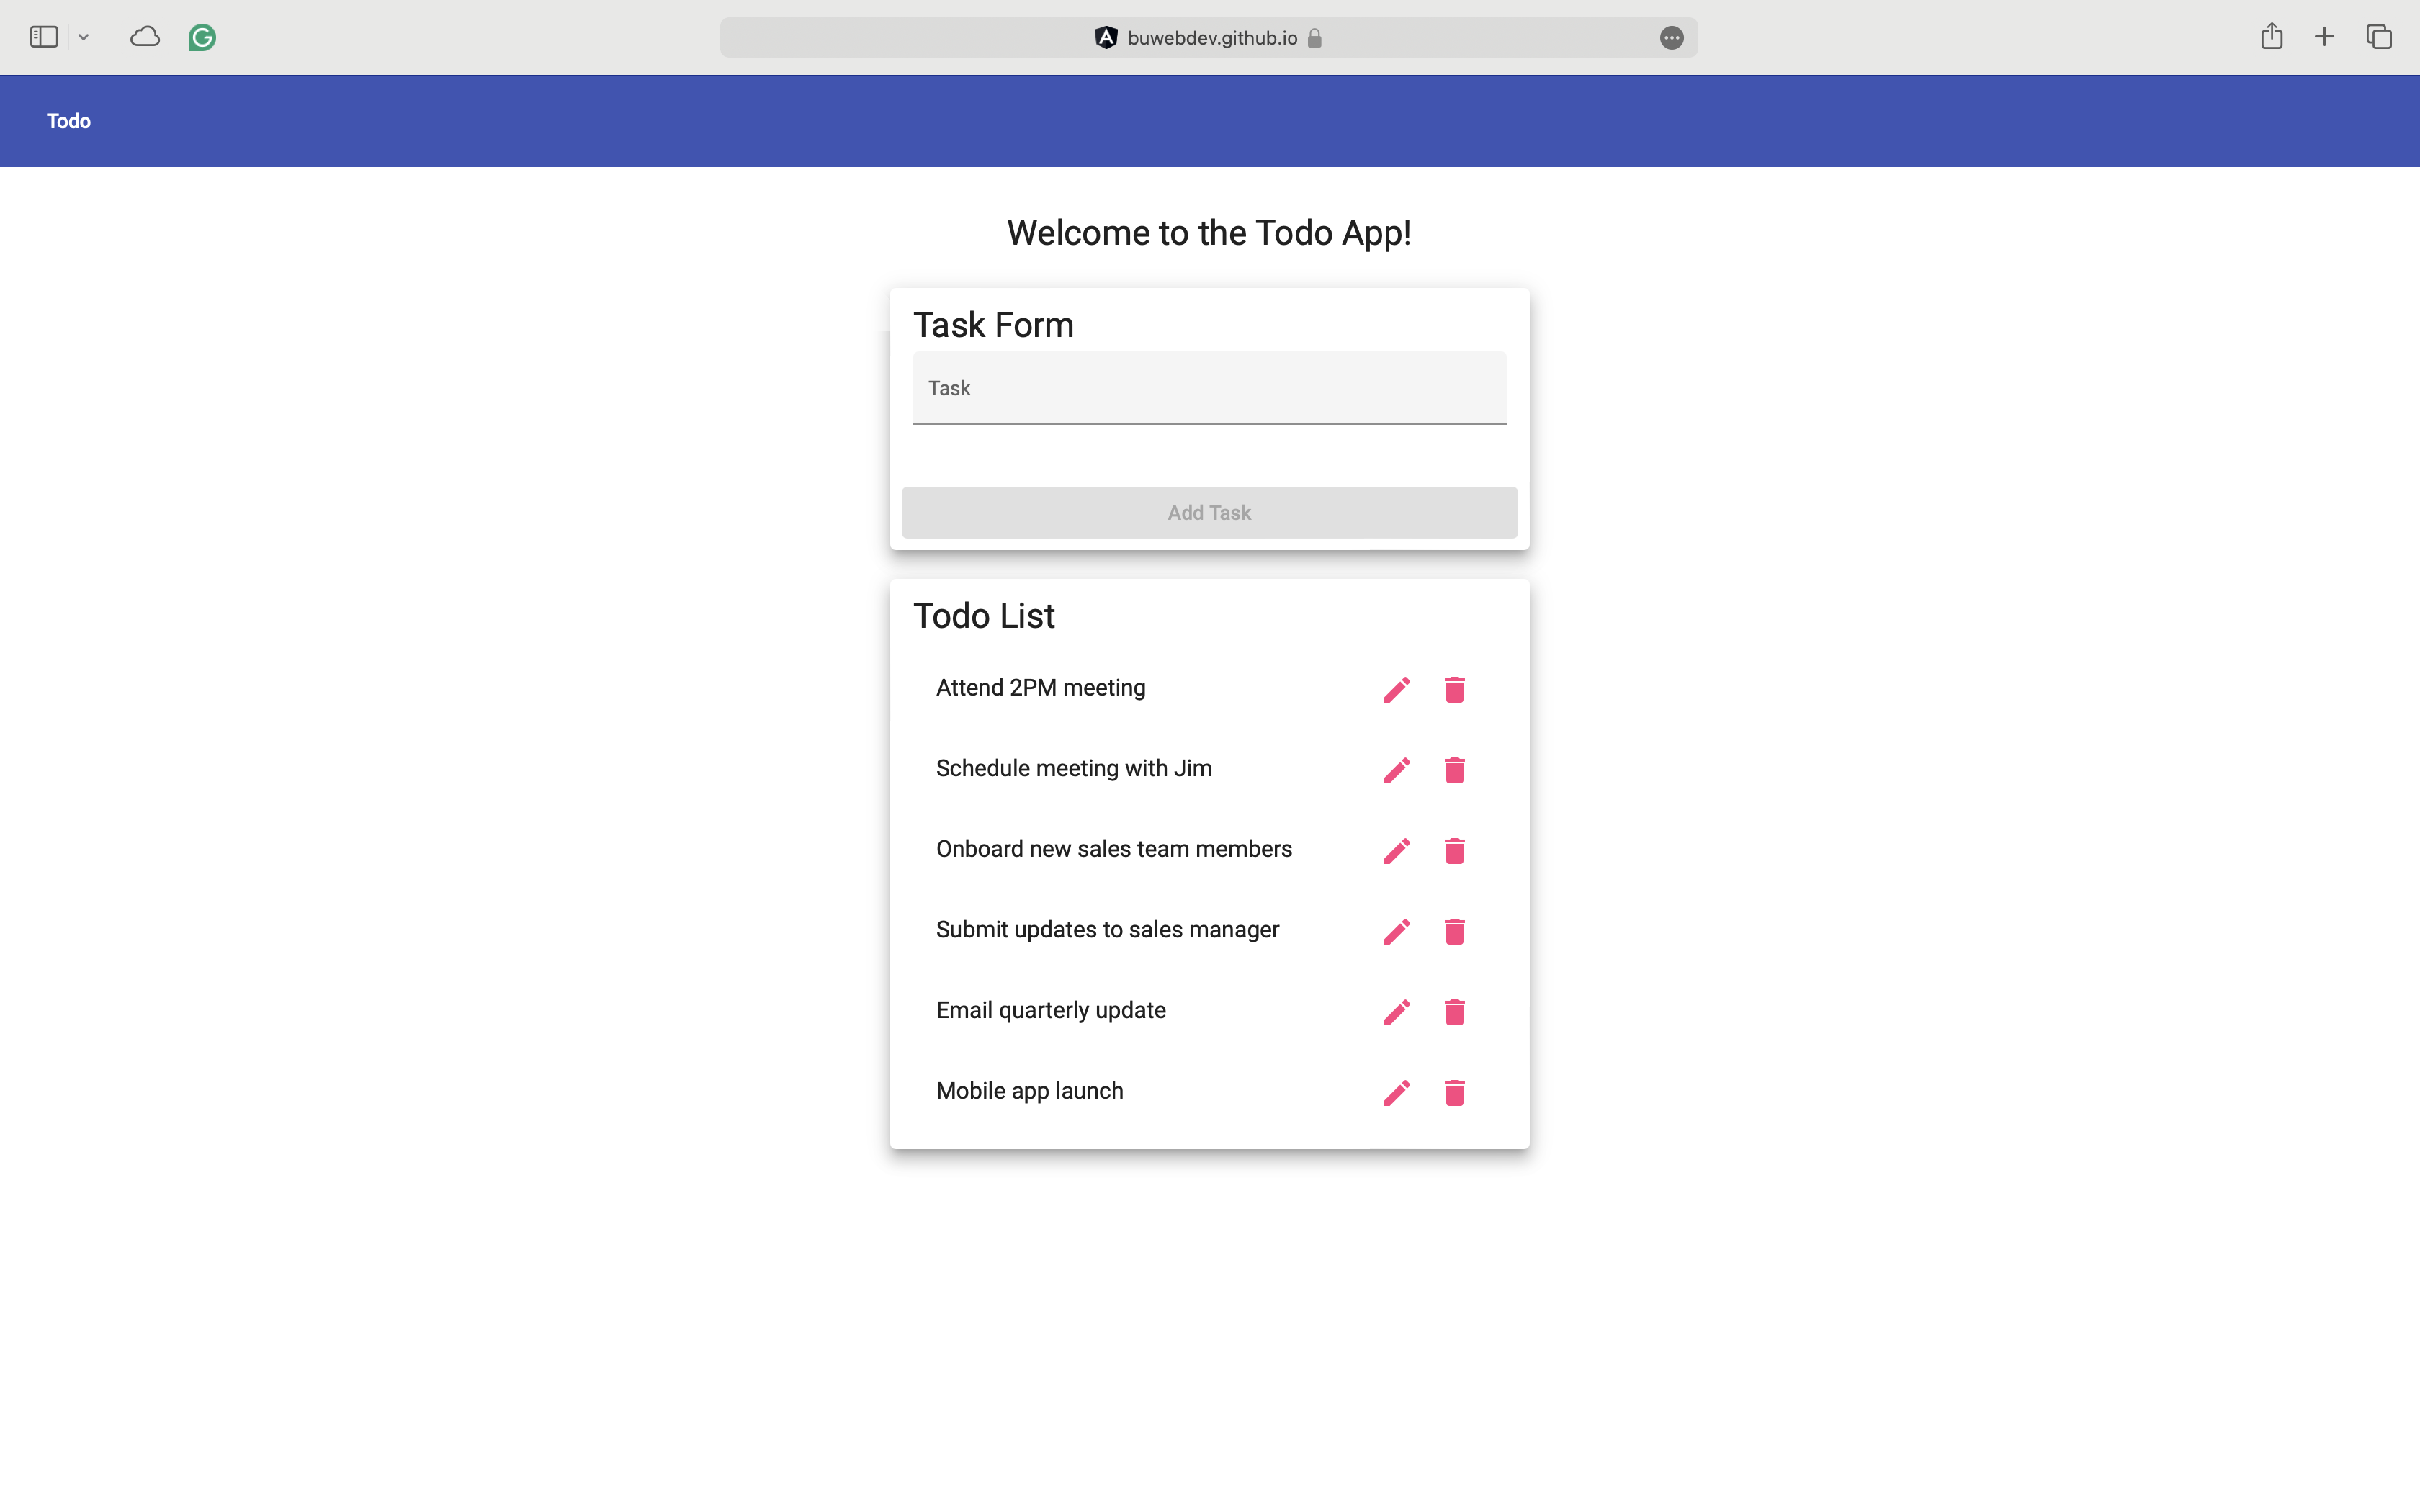 buwebdev.github.io
Todo
Welcome to the Todo App!
Task Form
Task
Add Task
Todo List
Attend 2PM meeting
Schedule meeting with Jim
Onboard new sales team members
Submit updates to sales manager
Email quarterly update
Mobile app launch